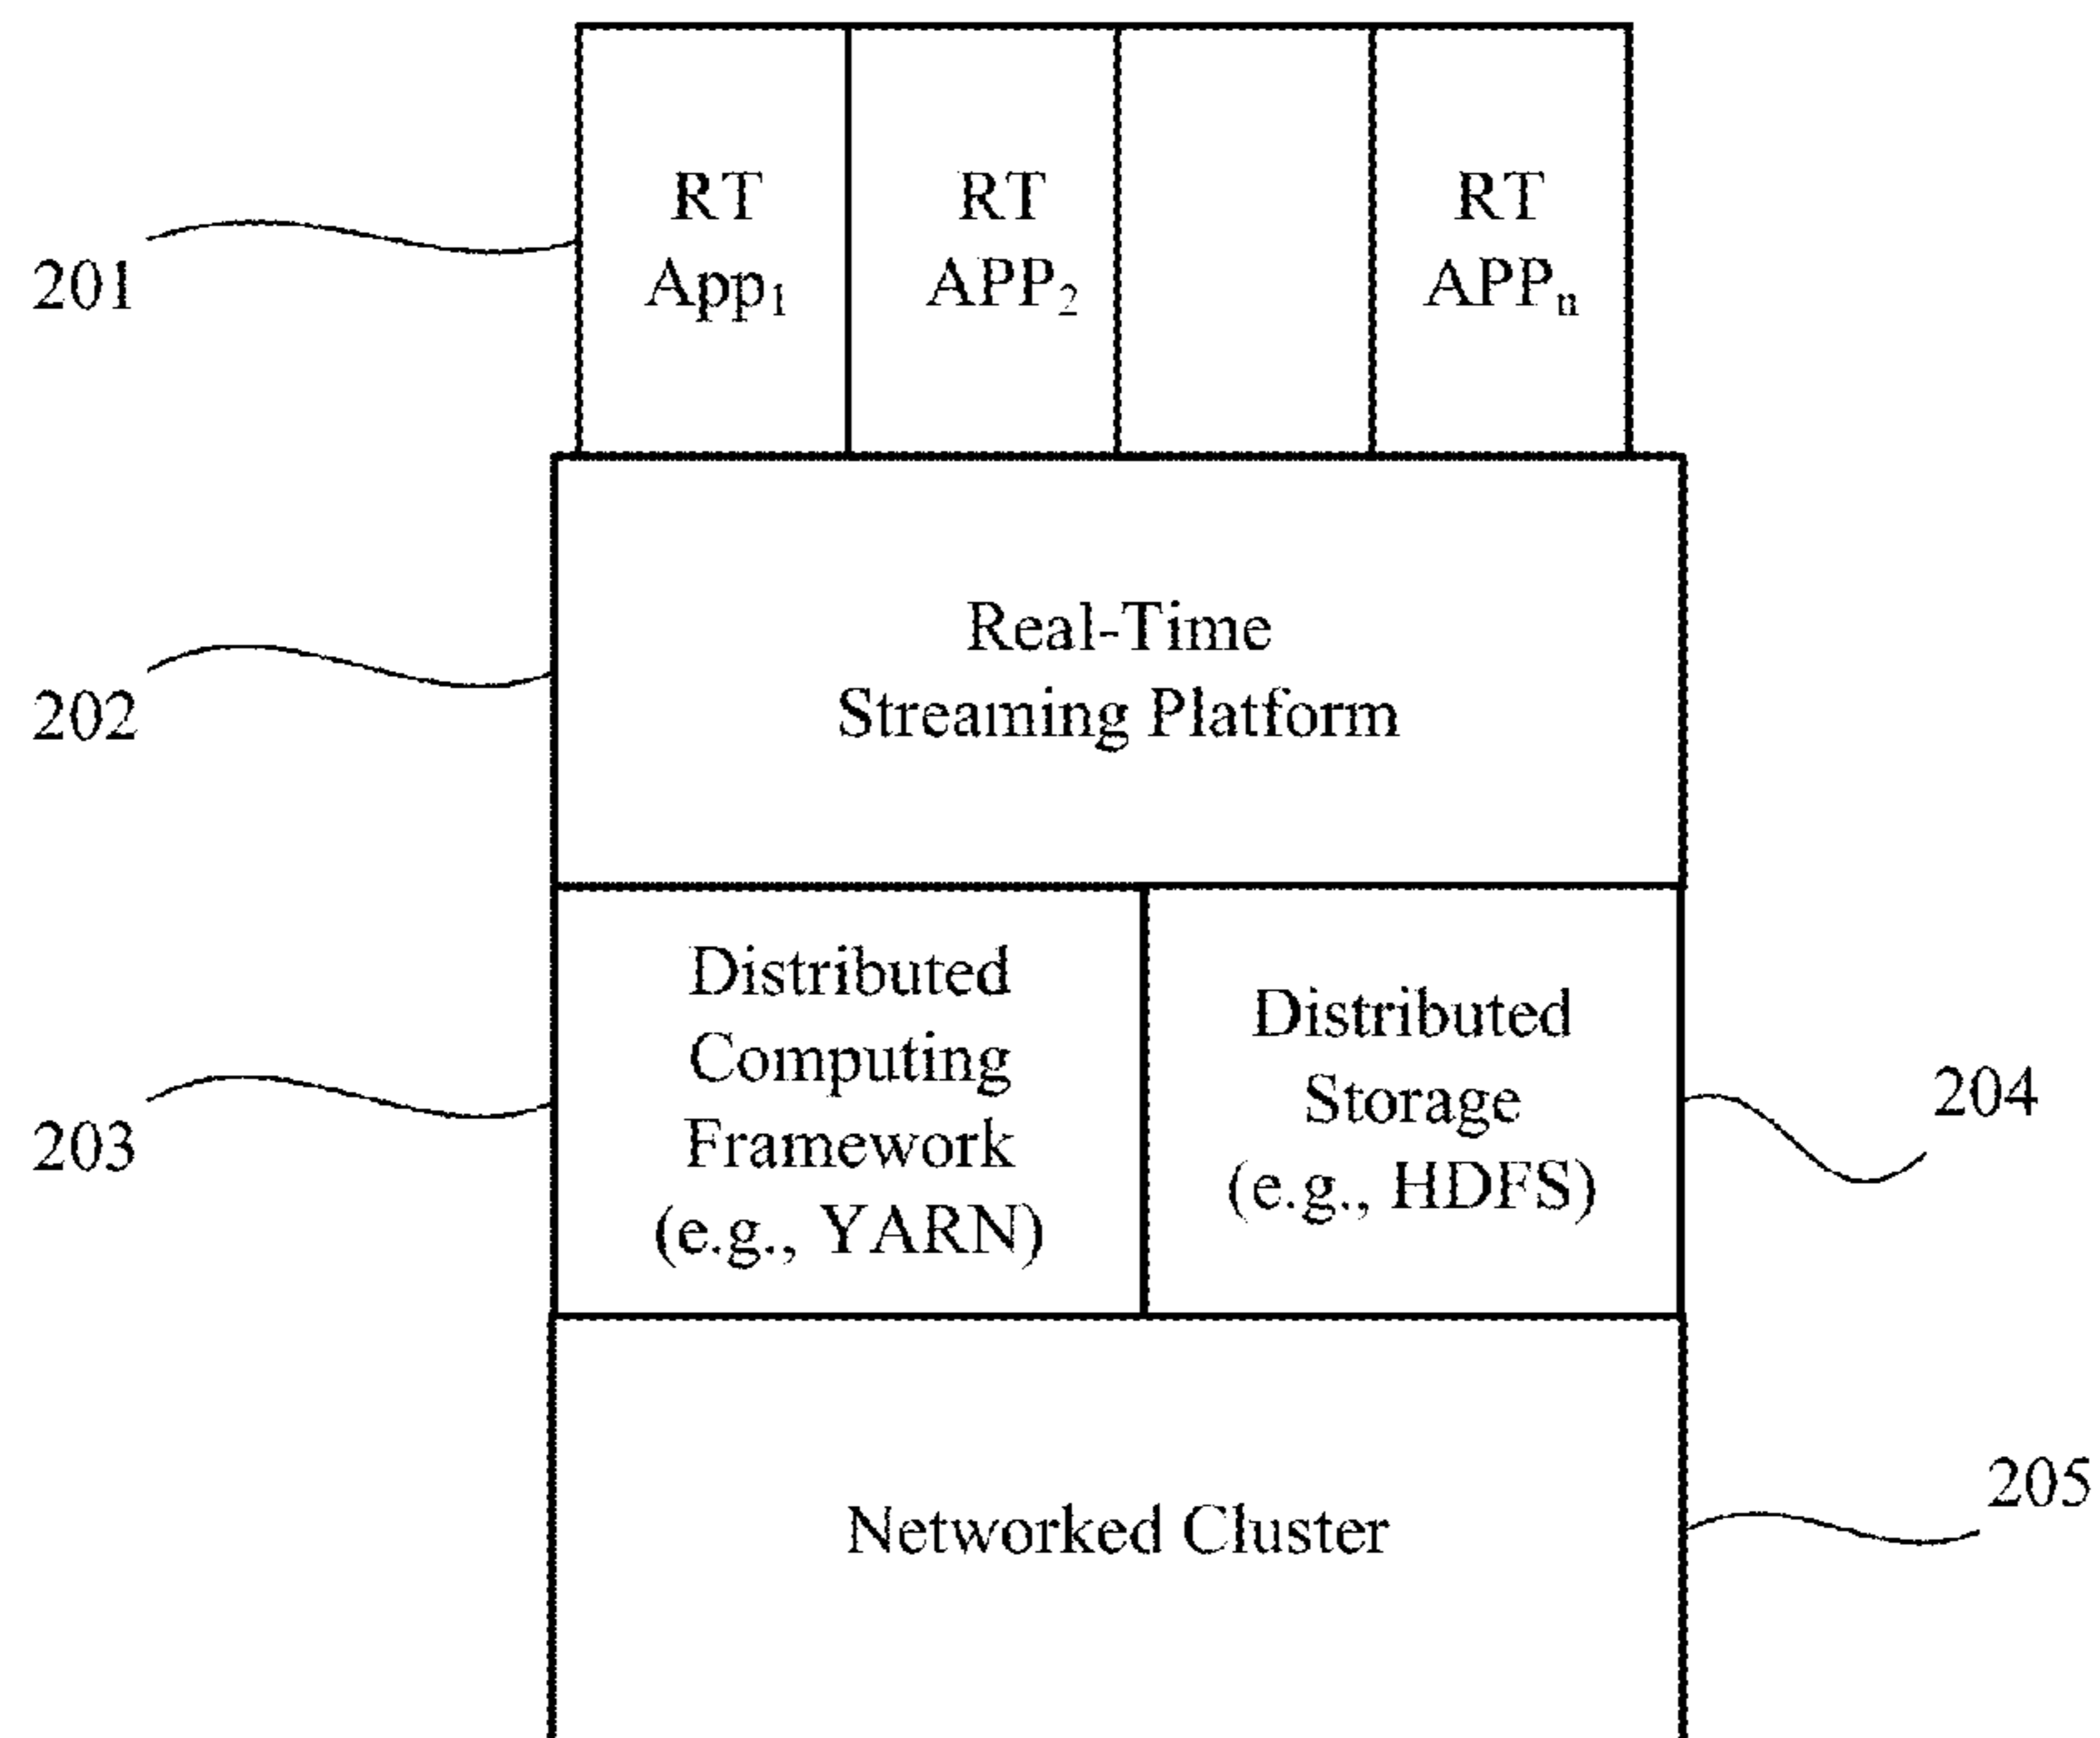 RT
App₁
RT
APP₂
RT
APPₙ
201
Real-Time
Streaming Platform
202
Distributed
Computing
Framework
(e.g., YARN)
203
Distributed
Storage
(e.g., HDFS)
204
Networked Cluster
205